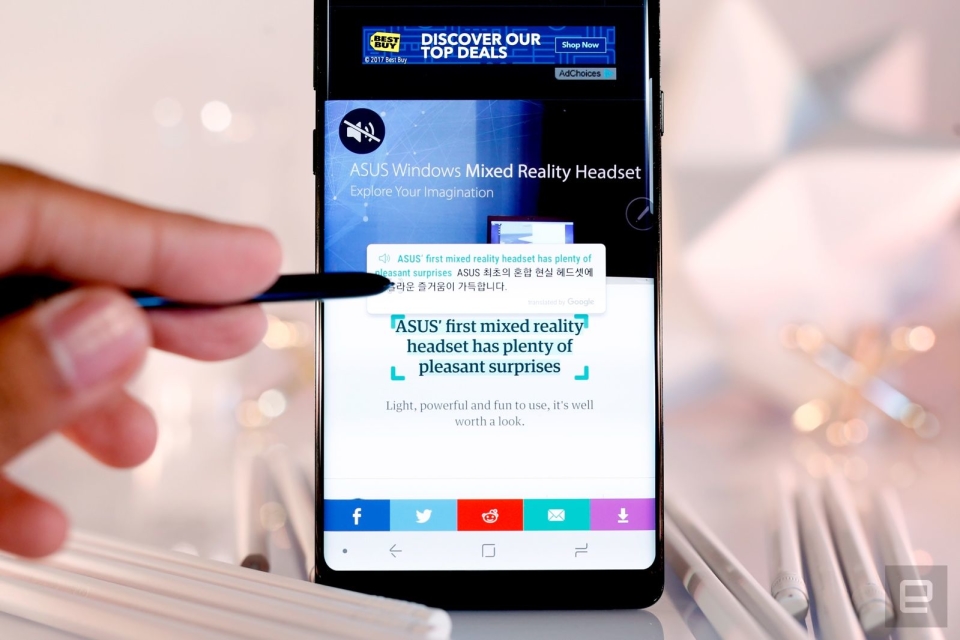 BEST BUY
DISCOVER OUR
TOP DEALS
Shop Now
© 2017 Best Buy
AdChoices
ASUS Windows Mixed Reality Headset
Explore Your Imagination
ASUS' first mixed reality headset has plenty of
pleasant surprises ASUS 최초의 혼합 현실 헤드셋에
라운 즐거움이 가득합니다.
translated by Google
ASUS' first mixed reality
headset has plenty of
pleasant surprises
Light, powerful and fun to use, it's well
worth a look.